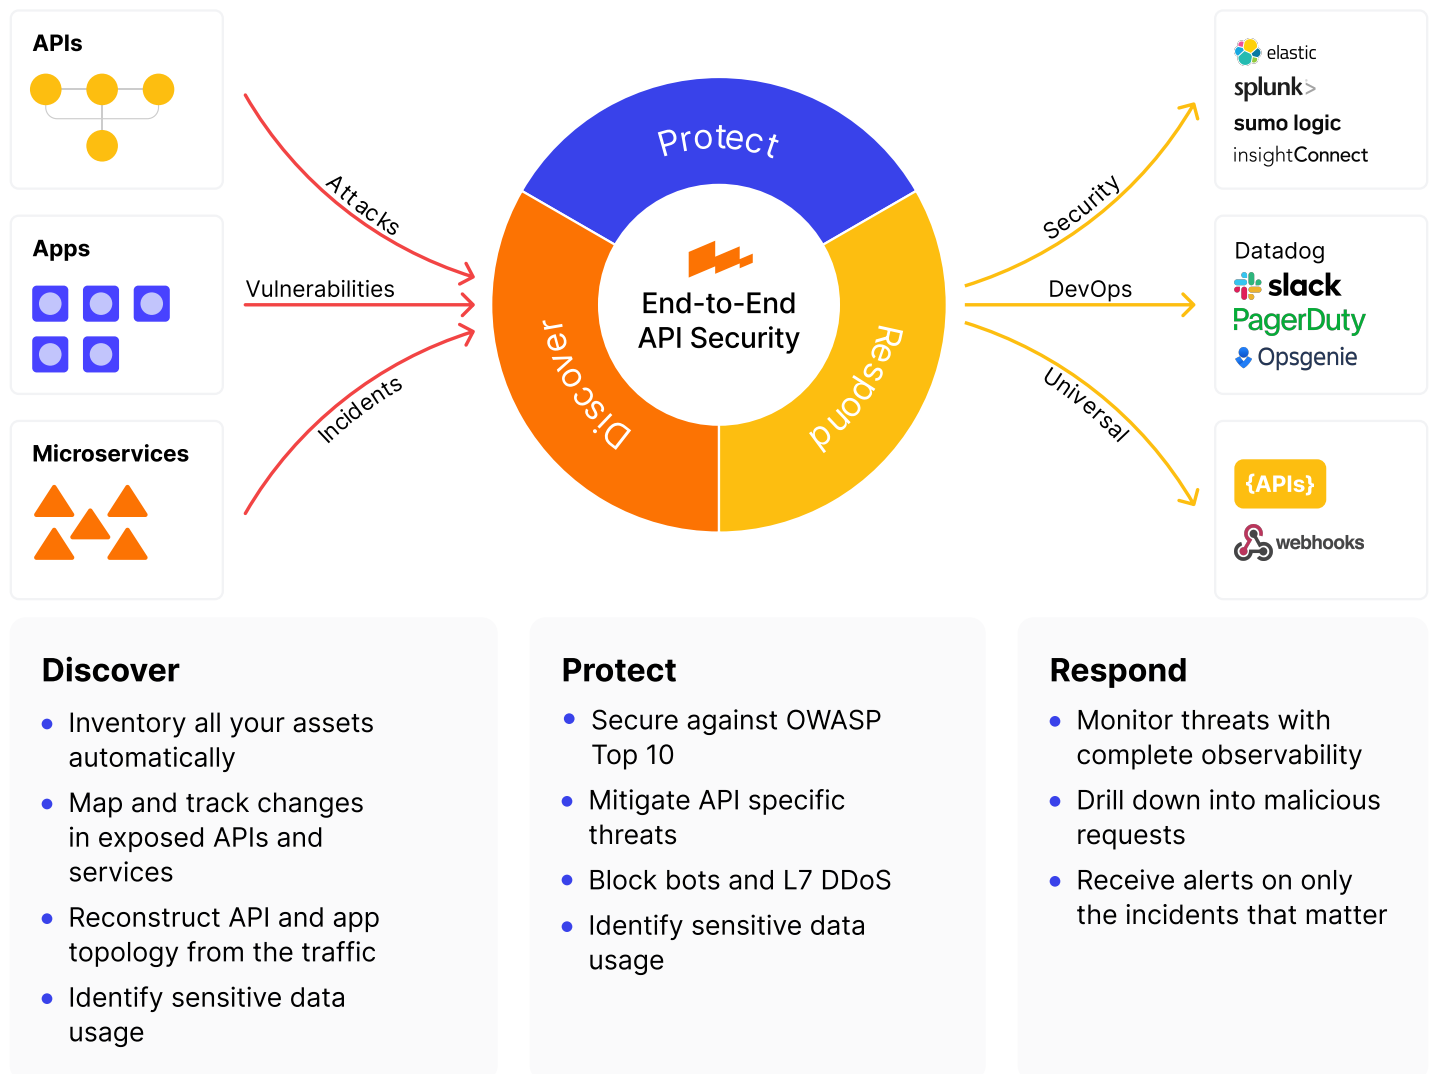 APIs
Apps
Microservices
Attacks
Vulnerabilities
Incidents
Protect
Discover
Respond
End-to-End
API Security
Security
DevOps
Universal
elastic
splunk>
sumo logic
insightConnect
Datadog
slack
PagerDuty
Opsgenie
{APIs}
webhooks
Discover
Inventory all your assets
automatically
Map and track changes
in exposed APIs and
services
Reconstruct API and app
topology from the traffic
Identify sensitive data
usage
Protect
Secure against OWASP
Top 10
Mitigate API specific
threats
Block bots and L7 DDoS
Identify sensitive data
usage
Respond
Monitor threats with
complete observability
Drill down into malicious
requests
Receive alerts on only
the incidents that matter